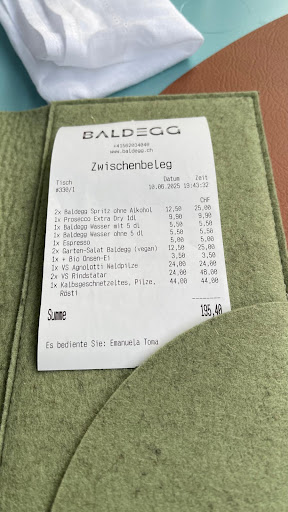 BALDEGG
+41562034040
www.baldegg.ch
Zwischenbeleg
Tisch Datum Zeit
W330/1 10.06.2025 13:43:32
CHF
2x Baldegg Spritz ohne Alkohol 12,50 25,00
1x Prosecco Extra Dry 1dl 9,90 9,90
1x Baldegg Wasser mit 5 dl 5,50 5,50
1x Baldegg Wasser ohne 5 dl 5,50 5,50
1x Espresso 5,00 5,00
2x Garten-Salat Baldegg (vegan) 12,50 25,00
1x + Bio Onsen-Ei 3,50 3,50
1x VS Agnolotti Waldpilze 24,00 24,00
2x VS Rindstatar 24,00 48,00
1x Kalbsgeschnetzeltes, Pilze, 44,00 44,00
Rösti
Summe 195,40
Es bediente Sie: Emanuela Toma